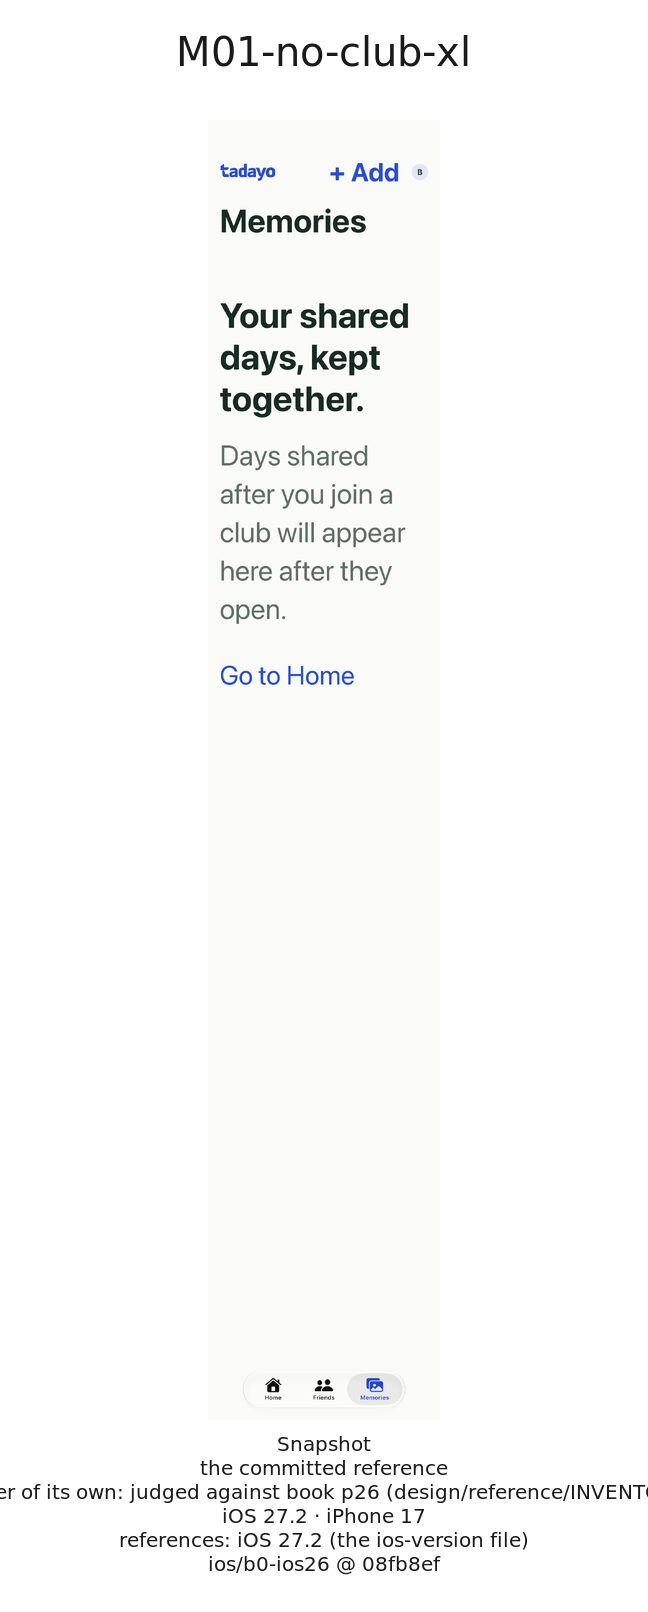 M01-no-club-xl
tadayo
+ Add
B
Memories
Your shared
days, kept
together.
Days shared
after you join a
club will appear
here after they
open.
Go to Home
Home
Friends
Memories
Snapshot
the committed reference
of its own: judged against book p26 (design/reference/
iOS 27.2 · iPhone 17
references: iOS 27.2 (the ios-version file)
ios/b0-ios26 @ 08fb8ef